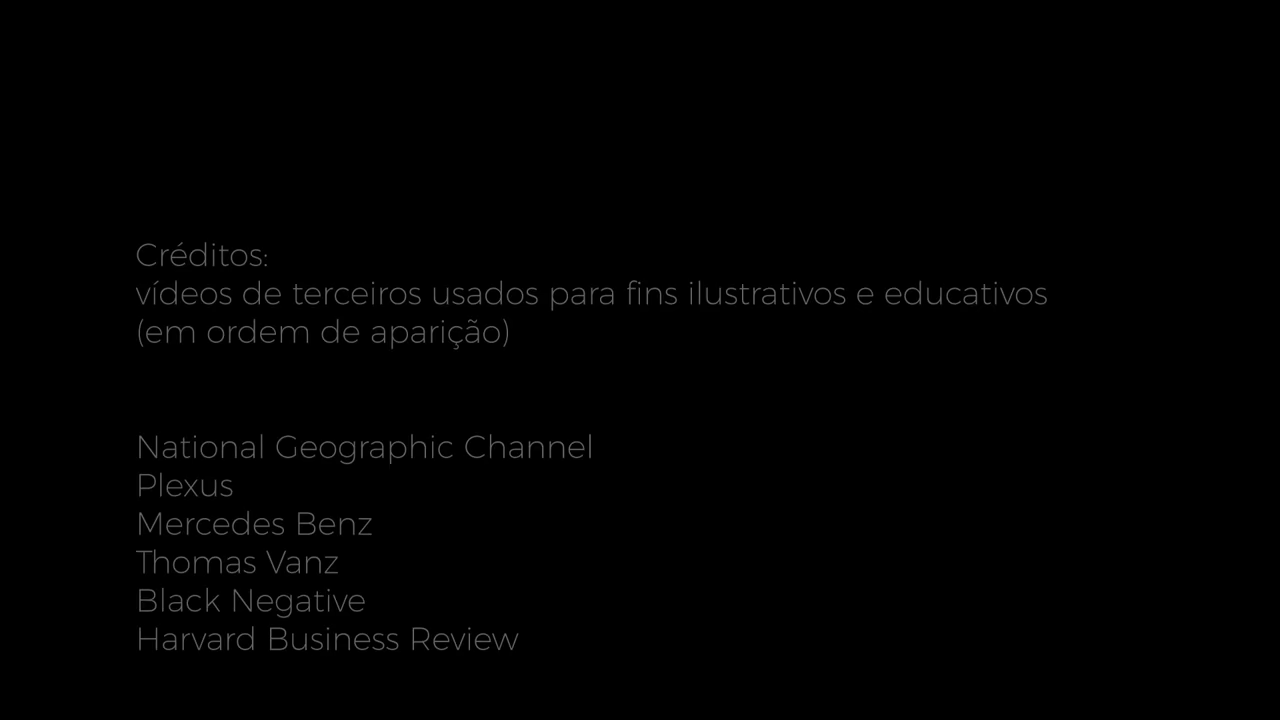 Créditos:
vídeos de terceiros usados para fins ilustrativos e educativos
(em ordem de aparição)
National Geographic Channel
Plexus
Mercedes Benz
Thomas Vanz
Black Negative
Harvard Business Review